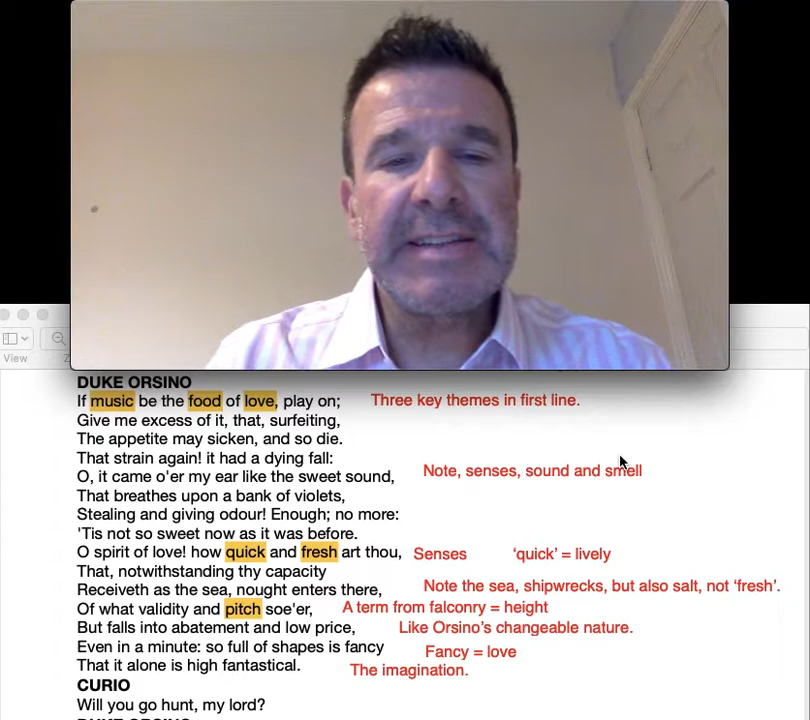 View
Z
DUKE ORSINO
If music be the food of love, play on; Three key themes in first line.
Give me excess of it, that, surfeiting,
The appetite may sicken, and so die.
That strain again! it had a dying fall:
O, it came o'er my ear like the sweet sound, Note, senses, sound and smell
That breathes upon a bank of violets,
Stealing and giving odour! Enough; no more:
'Tis not so sweet now as it was before.
O spirit of love! how quick and fresh art thou, Senses ‘quick’ = lively
That, notwithstanding thy capacity
Receiveth as the sea, nought enters there, Note the sea, shipwrecks, but also salt, not ‘fresh’.
Of what validity and pitch soe'er, A term from falconry = height
But falls into abatement and low price, Like Orsino’s changeable nature.
Even in a minute: so full of shapes is fancy Fancy = love
That it alone is high fantastical. The imagination.
CURIO
Will you go hunt, my lord?
DUKE ORSINO